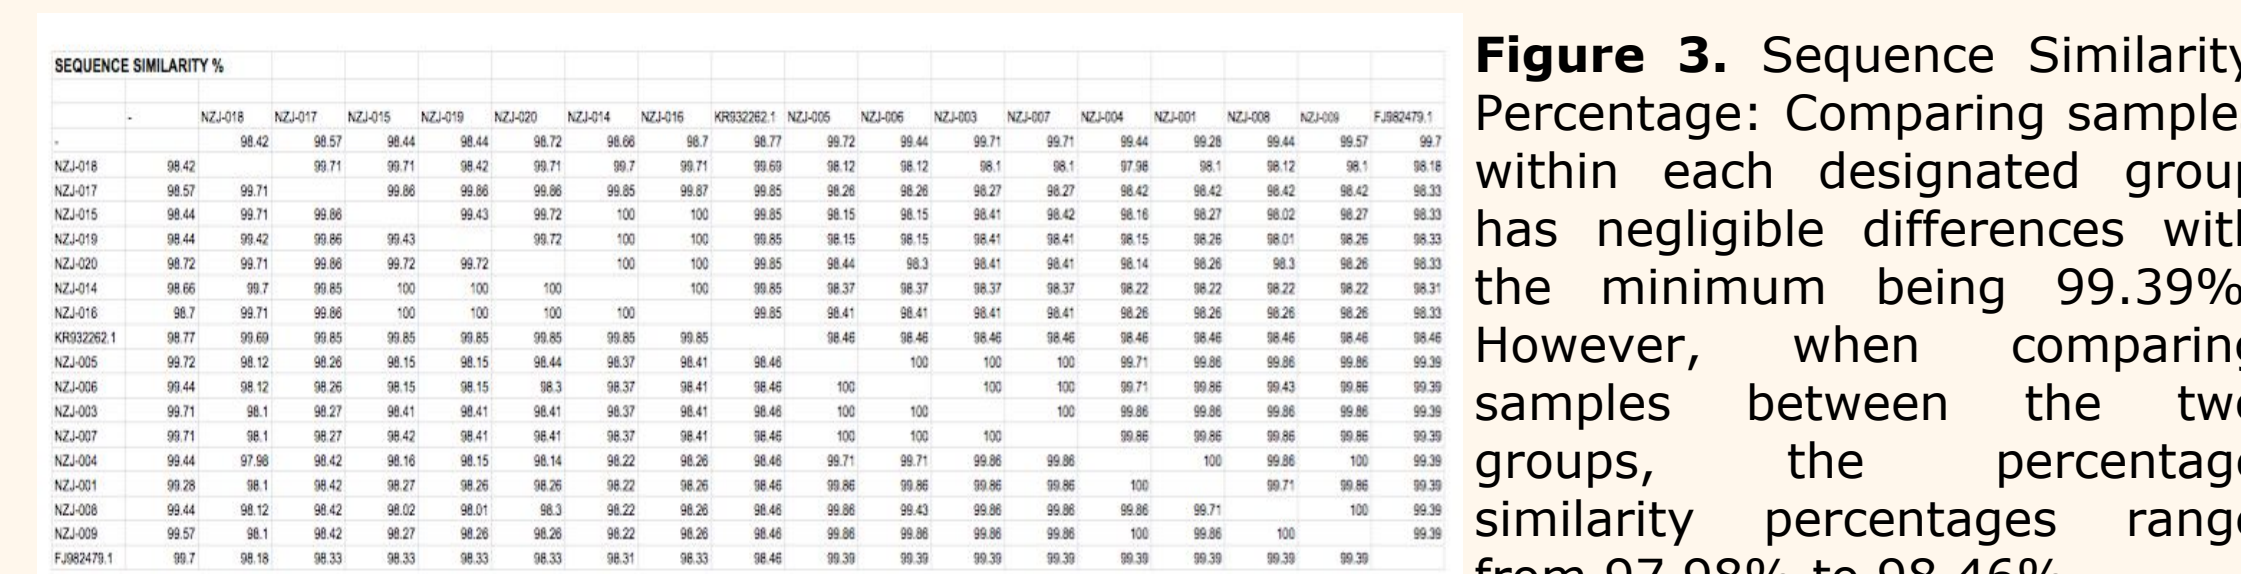 SEQUENCE SIMILARITY %
- NZJ-018 NZJ-017 NZJ-015 NZJ-019 NZJ-020 NZJ-014 NZJ-016 KR932262.1 NZJ-005 NZJ-006 NZJ-003 NZJ-007 NZJ-004 NZJ-001 NZJ-008 NZJ-009 FJ982479.1
- 98.42 98.57 98.44 98.44 98.72 98.66 98.7 98.77 99.72 99.44 99.71 99.71 99.44 99.28 99.44 99.57 99.7
NZJ-018 98.42 99.71 99.71 98.42 99.71 99.7 99.71 99.69 98.12 98.12 98.1 98.1 97.98 98.1 98.12 98.1 98.18
NZJ-017 98.57 99.71 99.86 99.86 99.86 99.85 99.87 99.85 98.26 98.26 98.27 98.27 98.42 98.42 98.42 98.42 98.33
NZJ-015 98.44 99.71 99.86 99.43 99.72 100 100 99.85 98.15 98.15 98.41 98.42 98.16 98.27 98.02 98.27 98.33
NZJ-019 98.44 99.42 99.86 99.43 99.72 100 100 99.85 98.15 98.15 98.41 98.41 98.15 98.26 98.01 98.26 98.33
NZJ-020 98.72 99.71 99.86 99.72 99.72 100 100 99.85 98.44 98.3 98.41 98.41 98.14 98.26 98.3 98.26 98.33
NZJ-014 98.66 99.7 99.85 100 100 100 100 99.85 98.37 98.37 98.37 98.37 98.22 98.22 98.22 98.22 98.31
NZJ-016 98.7 99.71 99.86 100 100 100 100 99.85 98.41 98.41 98.41 98.41 98.26 98.26 98.26 98.26 98.33
KR932262.1 98.77 99.69 99.85 99.85 99.85 99.85 99.85 99.85 98.46 98.46 98.46 98.46 98.46 98.46 98.46 98.46 98.46
NZJ-005 99.72 98.12 98.26 98.15 98.15 98.44 98.37 98.41 98.46 100 100 100 99.71 99.86 99.86 99.86 99.39
NZJ-006 99.44 98.12 98.26 98.15 98.15 98.3 98.37 98.41 98.46 100 100 100 99.71 99.86 99.43 99.86 99.39
NZJ-003 99.71 98.1 98.27 98.41 98.41 98.41 98.37 98.41 98.46 100 100 100 99.86 99.86 99.86 99.86 99.39
NZJ-007 99.71 98.1 98.27 98.42 98.41 98.41 98.37 98.41 98.46 100 100 100 99.86 99.86 99.86 99.86 99.39
NZJ-004 99.44 97.98 98.42 98.16 98.15 98.14 98.22 98.26 98.46 99.71 99.71 99.86 99.86 100 99.86 100 99.39
NZJ-001 99.28 98.1 98.42 98.27 98.26 98.26 98.22 98.26 98.46 99.86 99.86 99.86 99.86 100 99.71 99.86 99.39
NZJ-008 99.44 98.12 98.42 98.02 98.01 98.3 98.22 98.26 98.46 99.86 99.43 99.86 99.86 99.86 99.71 100 99.39
NZJ-009 99.57 98.1 98.42 98.27 98.26 98.26 98.22 98.26 98.46 99.86 99.86 99.86 99.86 100 99.86 100 99.39
FJ982479.1 99.7 98.18 98.33 98.33 98.33 98.33 98.31 98.33 98.46 99.39 99.39 99.39 99.39 99.39 99.39 99.39 99.39
Figure 3. Sequence Similarity
Percentage: Comparing sample
within each designated group
has negligible differences with
the minimum being 99.39%
However, when comparing
samples between the two
groups, the percentage
similarity percentages range
from 97.98% to 98.46%